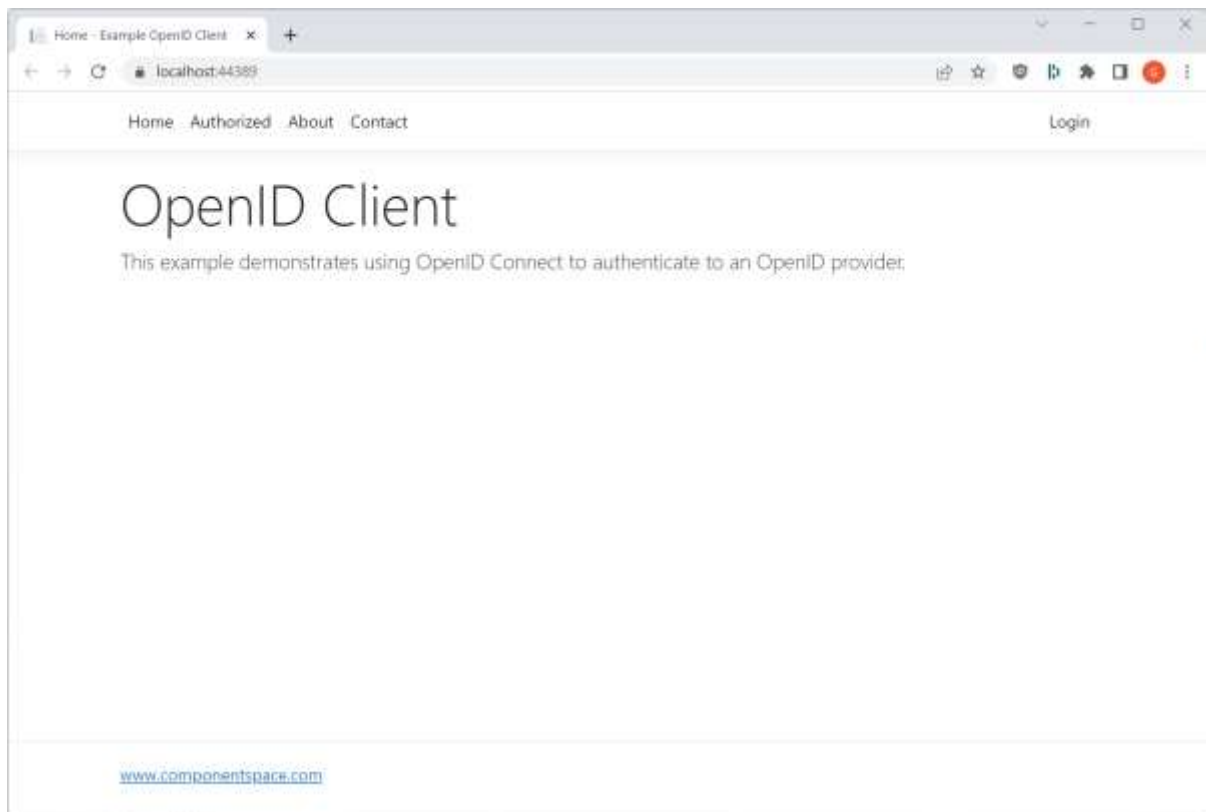 Home - Example OpenID Client
localhost:44389
Home Authorized About Contact Login
OpenID Client
This example demonstrates using OpenID Connect to authenticate to an OpenID provider.
www.componentspace.com